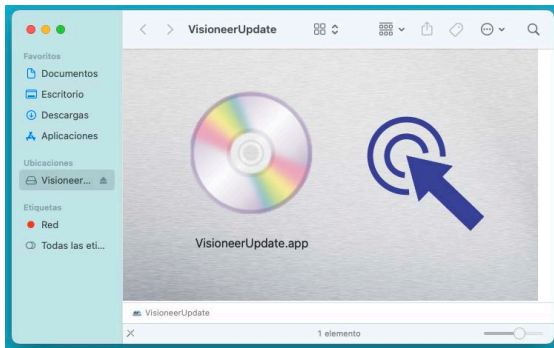 VisioneerUpdate
Favoritos
Documentos
Escritorio
Descargas
Aplicaciones
Ubicaciones
Visioneer...
Etiquetas
Red
Todas las eti...
VisioneerUpdate.app
VisioneerUpdate
1 elemento